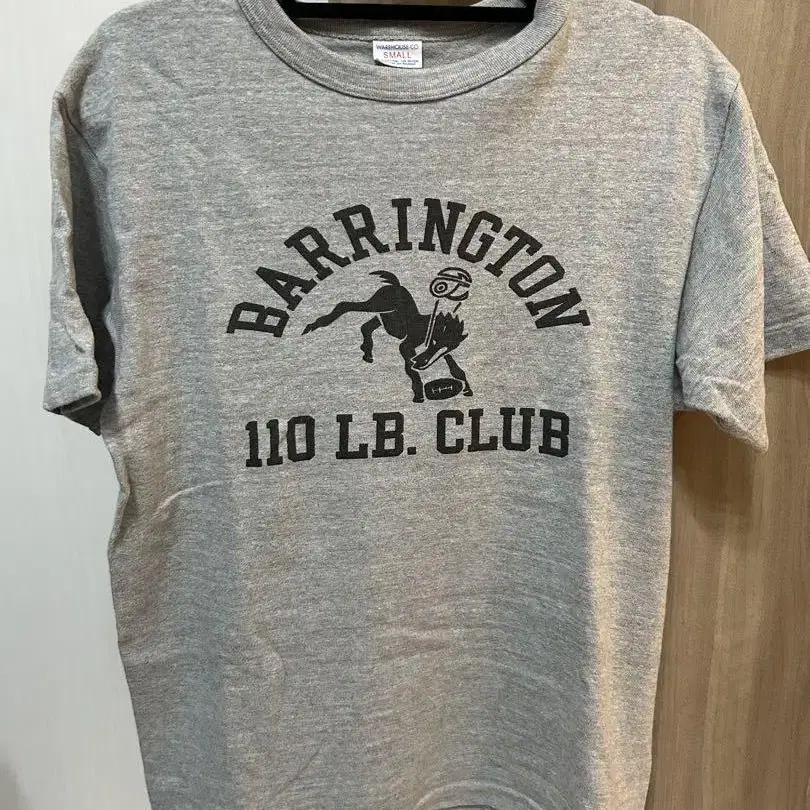 WAREHOUSE CO
SMALL
BARRINGTON
110 LB. CLUB